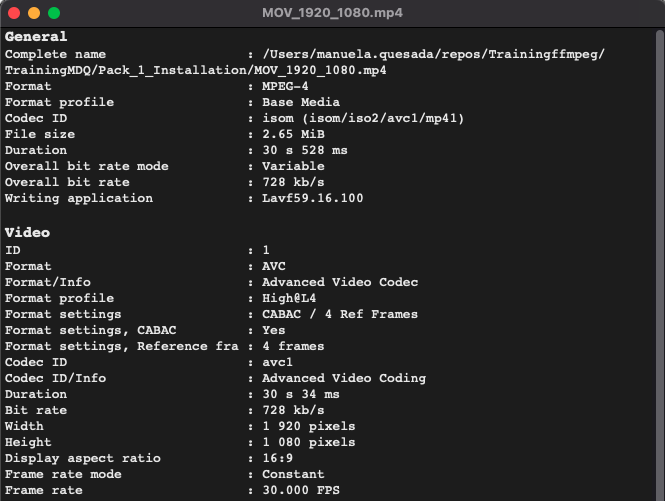 MOV_1920_1080.mp4
General
Complete name : /Users/manuela.quesada/repos/Trainingffmpeg/
TrainingMDQ/Pack_1_Installation/MOV_1920_1080.mp4
Format : MPEG-4
Format profile : Base Media
Codec ID : isom (isom/iso2/avc1/mp41)
File size : 2.65 MiB
Duration : 30 s 528 ms
Overall bit rate mode : Variable
Overall bit rate : 728 kb/s
Writing application : Lavf59.16.100
Video
ID : 1
Format : AVC
Format/Info : Advanced Video Codec
Format profile : High@L4
Format settings : CABAC / 4 Ref Frames
Format settings, CABAC : Yes
Format settings, Reference fra : 4 frames
Codec ID : avc1
Codec ID/Info : Advanced Video Coding
Duration : 30 s 34 ms
Bit rate : 728 kb/s
Width : 1 920 pixels
Height : 1 080 pixels
Display aspect ratio : 16:9
Frame rate mode : Constant
Frame rate : 30.000 FPS